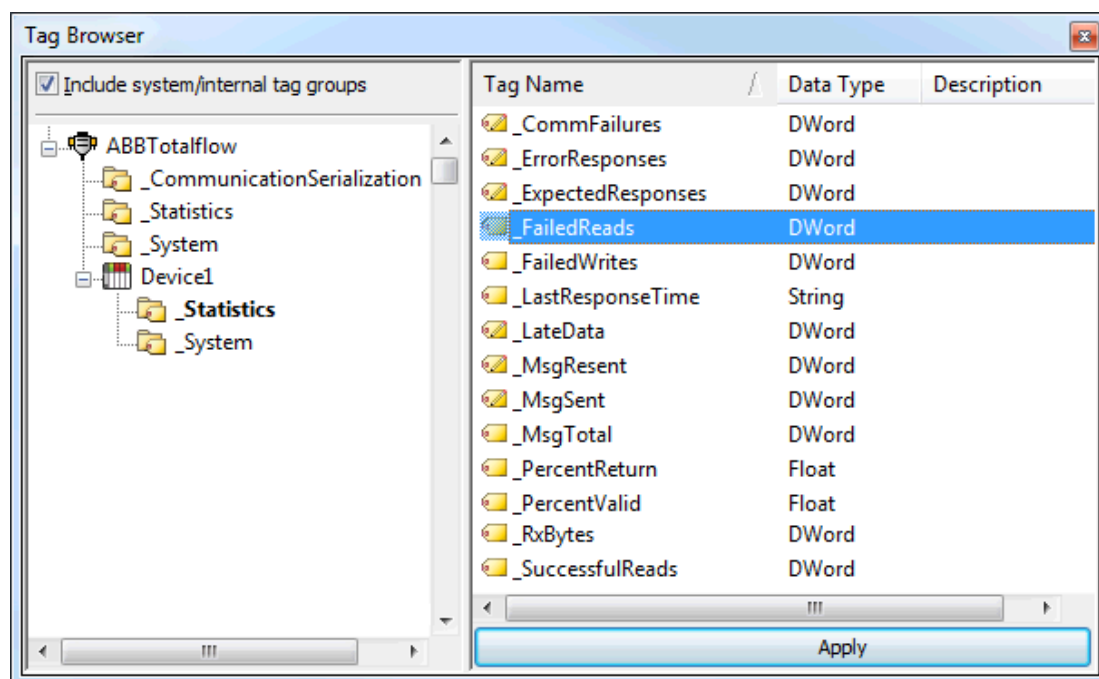 Tag Browser
Include system/internal tag groups
ABBTotalflow
_CommunicationSerialization
_Statistics
_System
Device1
_Statistics
_System
Tag Name Data Type Description
_CommFailures DWord
_ErrorResponses DWord
_ExpectedResponses DWord
_FailedReads DWord
_FailedWrites DWord
_LastResponseTime String
_LateData DWord
_MsgResent DWord
_MsgSent DWord
_MsgTotal DWord
_PercentReturn Float
_PercentValid Float
_RxBytes DWord
_SuccessfulReads DWord
Apply